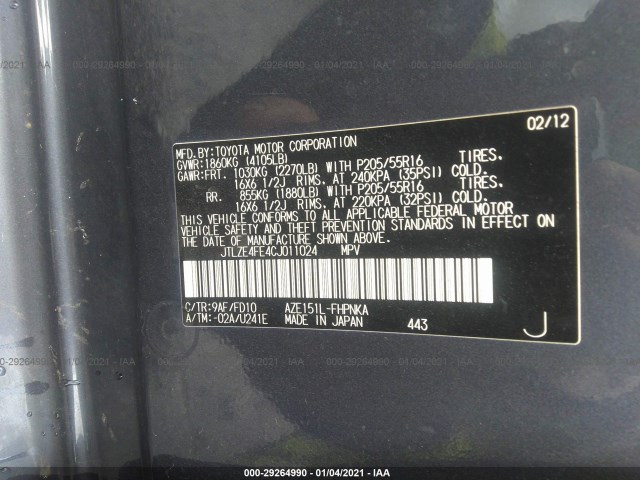 02/12
MFD.BY:TOYOTA MOTOR CORPORATION
GVWR:1860KG (4105LB)
GAWR:FRT. 1030KG (2270LB) WITH P205/55R16 TIRES.
16X6 1/2J RIMS, AT 240KPA (35PSI) COLD.
RR. 855KG (1880LB) WITH P205/55R16 TIRES.
16X6 1/2J RIMS, AT 220KPA (32PSI) COLD.
THIS VEHICLE CONFORMS TO ALL APPLICABLE FEDERAL MOTOR
VEHICLE SAFETY AND THEFT PREVENTION STANDARDS IN EFFECT ON
THE DATE OF MANUFACTURE SHOWN ABOVE.
JTLZE4FE4CJ011024 MPV
C/TR:9AF/FD10 AZE151L-FHPNKA
A/TM:-02A/U241E MADE IN JAPAN 443 J
000-29264990 - 01/04/2021 - IAA